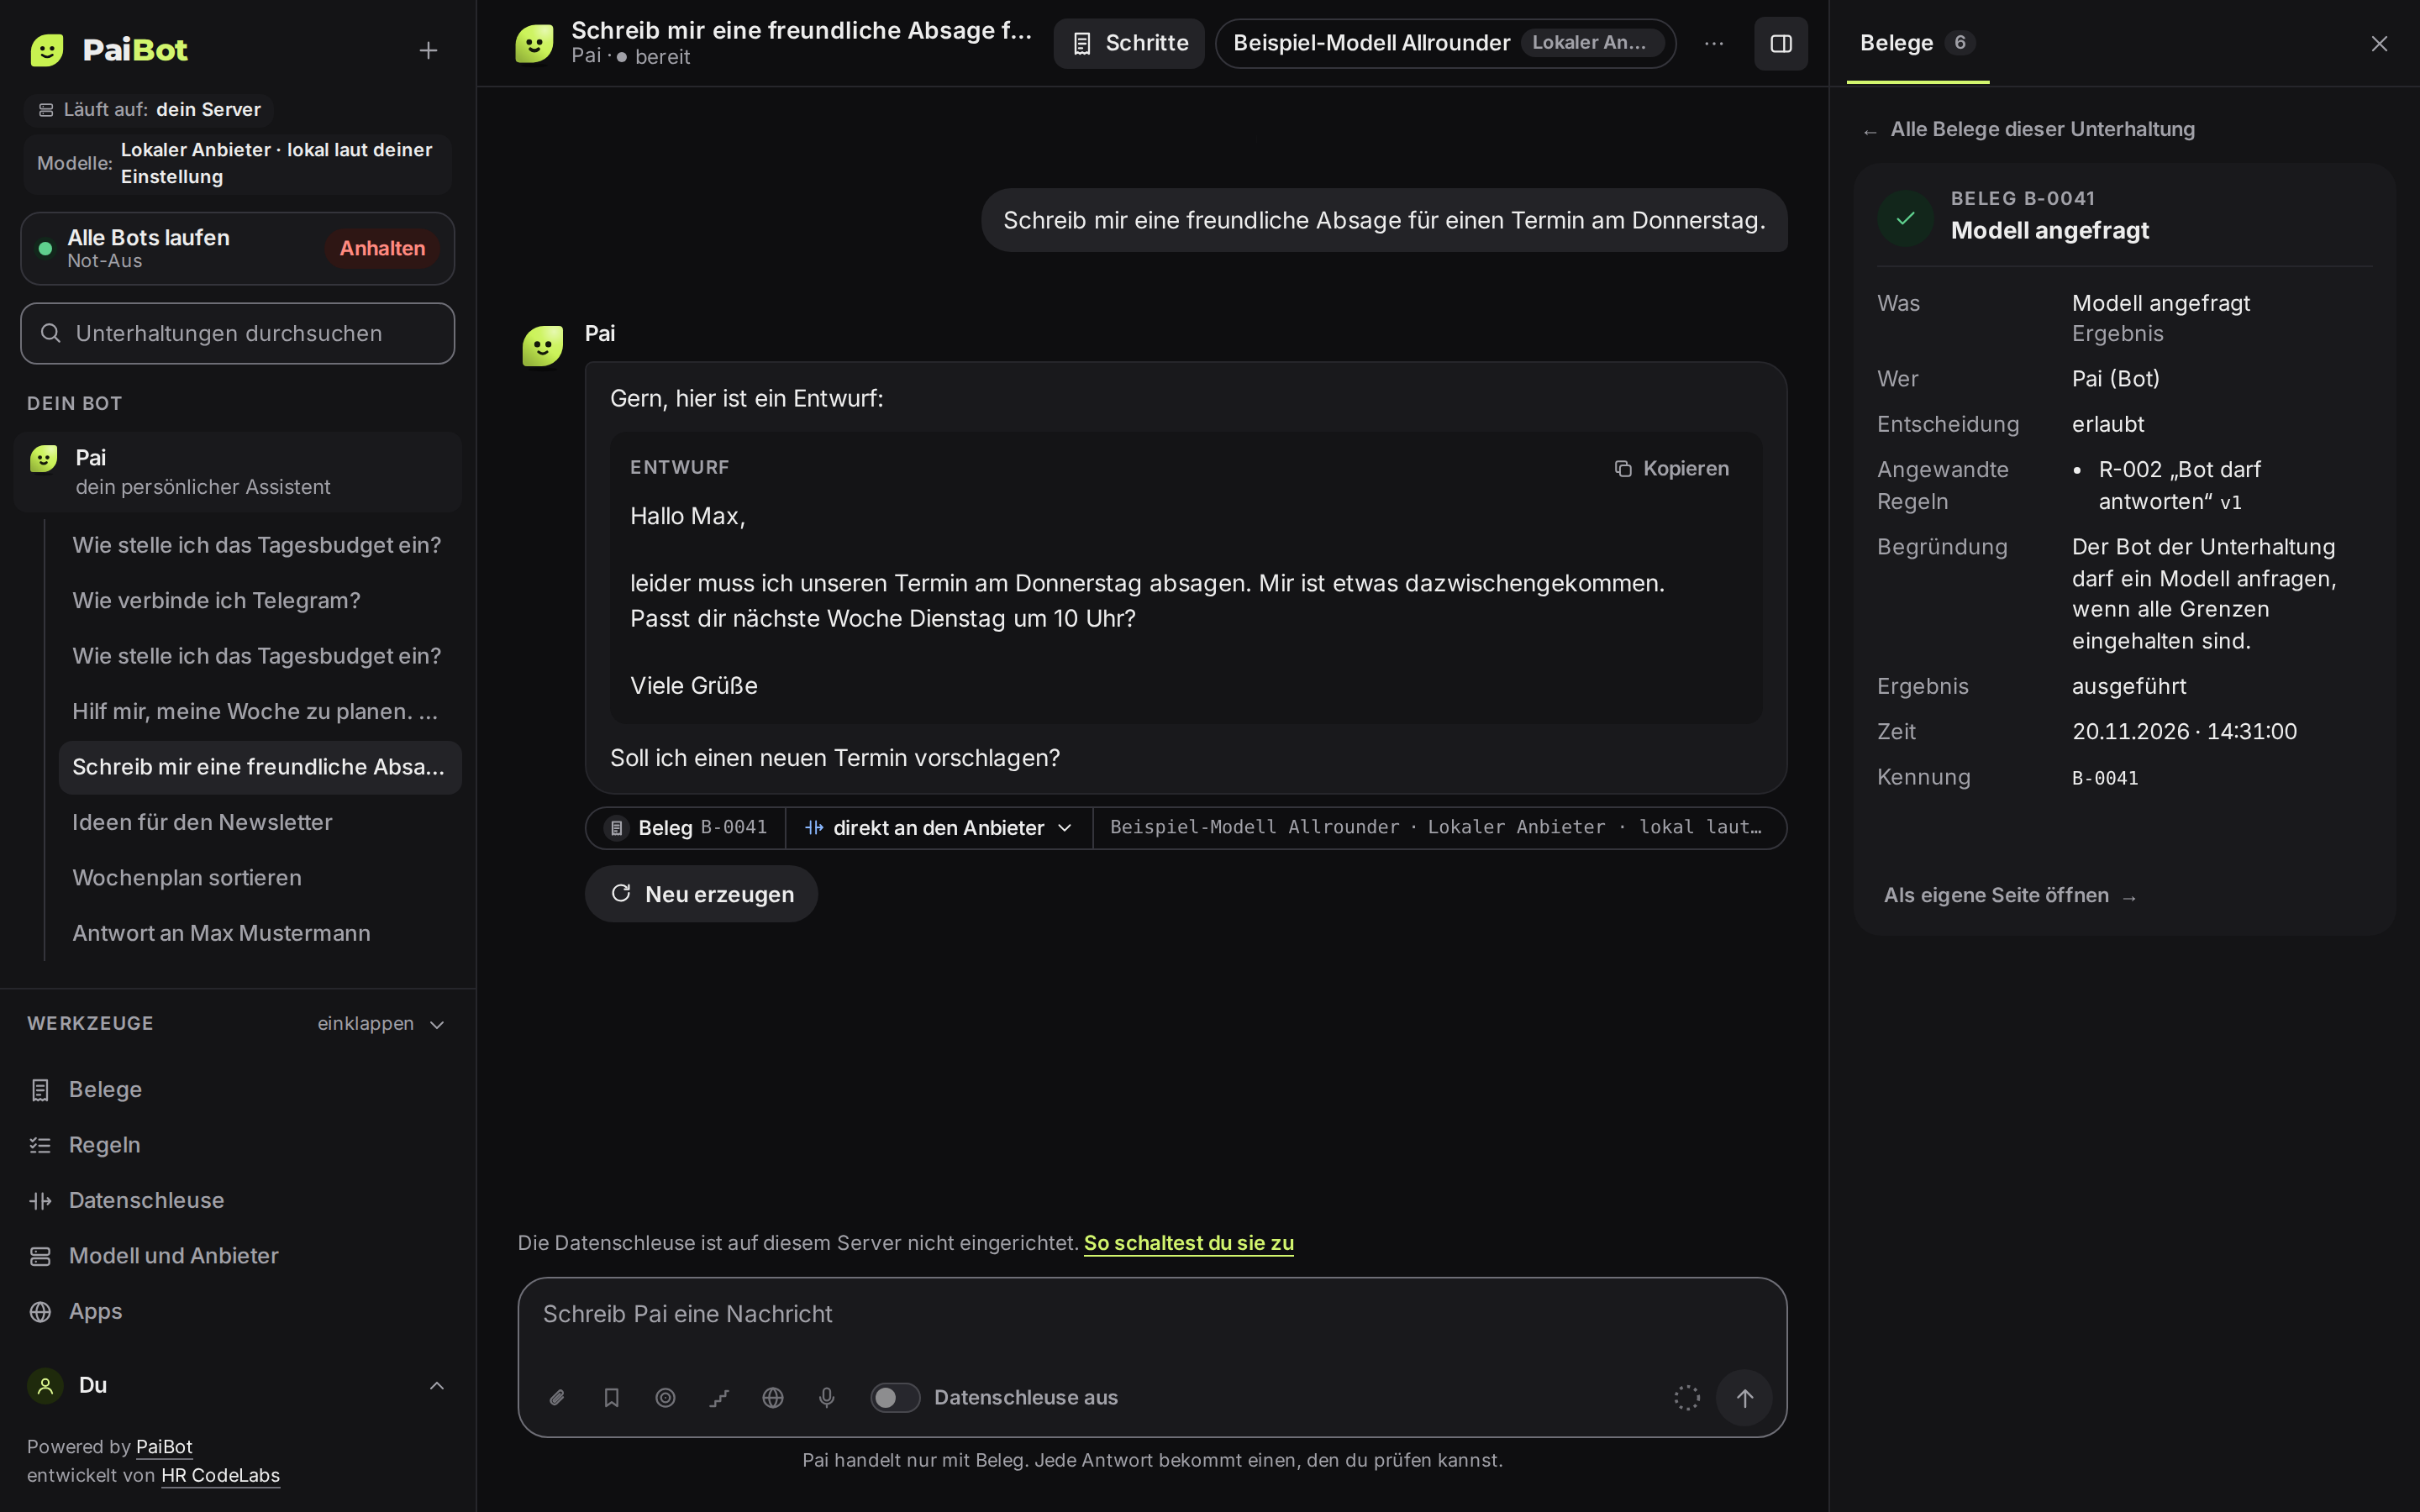 PaiBot
Läuft auf: dein Server
Modelle: Lokaler Anbieter · lokal laut deiner
Einstellung
Alle Bots laufen
Not-Aus
Anhalten
Unterhaltungen durchsuchen
DEIN BOT
Pai
dein persönlicher Assistent
Wie stelle ich das Tagesbudget ein?
Wie verbinde ich Telegram?
Wie stelle ich das Tagesbudget ein?
Hilf mir, meine Woche zu planen. …
Schreib mir eine freundliche Absa…
Ideen für den Newsletter
Wochenplan sortieren
Antwort an Max Mustermann
WERKZEUGE
einklappen
Belege
Regeln
Datenschleuse
Modell und Anbieter
Apps
Du
Powered by PaiBot
entwickelt von HR CodeLabs
Schreib mir eine freundliche Absage f…
Pai · bereit
Schritte
Beispiel-Modell Allrounder Lokaler An…
Schreib mir eine freundliche Absage für einen Termin am Donnerstag.
Pai
Gern, hier ist ein Entwurf:
ENTWURF
Kopieren
Hallo Max,
leider muss ich unseren Termin am Donnerstag absagen. Mir ist etwas dazwischengekommen.
Passt dir nächste Woche Dienstag um 10 Uhr?
Viele Grüße
Soll ich einen neuen Termin vorschlagen?
Beleg B-0041
direkt an den Anbieter
Beispiel-Modell Allrounder · Lokaler Anbieter · lokal laut…
Neu erzeugen
Die Datenschleuse ist auf diesem Server nicht eingerichtet. So schaltest du sie zu
Schreib Pai eine Nachricht
Datenschleuse aus
Pai handelt nur mit Beleg. Jede Antwort bekommt einen, den du prüfen kannst.
Belege 6
← Alle Belege dieser Unterhaltung
BELEG B-0041
Modell angefragt
Was Modell angefragt
Ergebnis
Wer Pai (Bot)
Entscheidung erlaubt
Angewandte • R-002 „Bot darf
Regeln antworten“ v1
Begründung Der Bot der Unterhaltung
darf ein Modell anfragen,
wenn alle Grenzen
eingehalten sind.
Ergebnis ausgeführt
Zeit 20.11.2026 · 14:31:00
Kennung B-0041
Als eigene Seite öffnen →